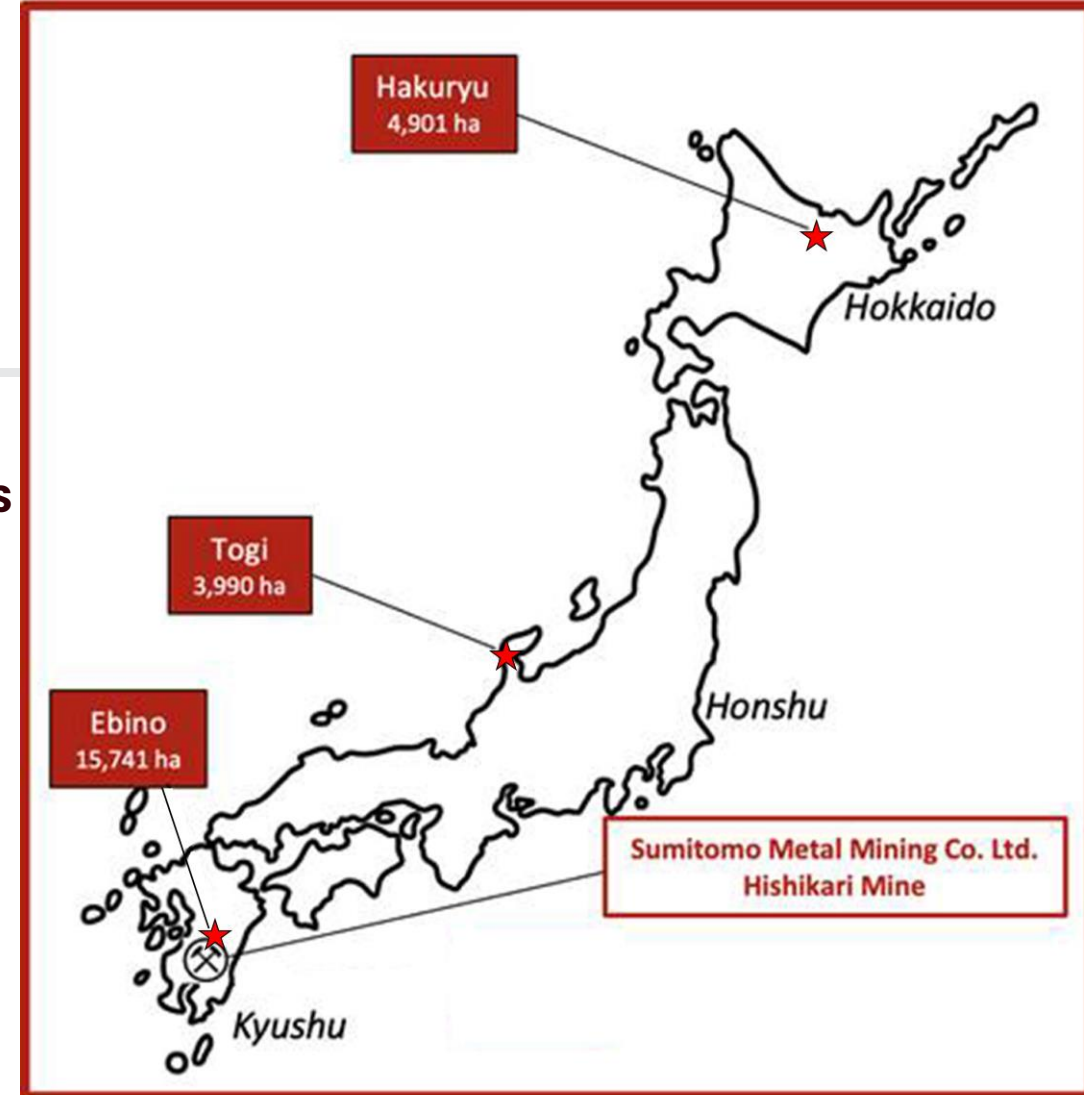 Hakuryu
4,901 ha
Hokkaido
s
Togi
3,990 ha
Honshu
Ebino
15,741 ha
Sumitomo Metal Mining Co. Ltd.
Hishikari Mine
Kyushu